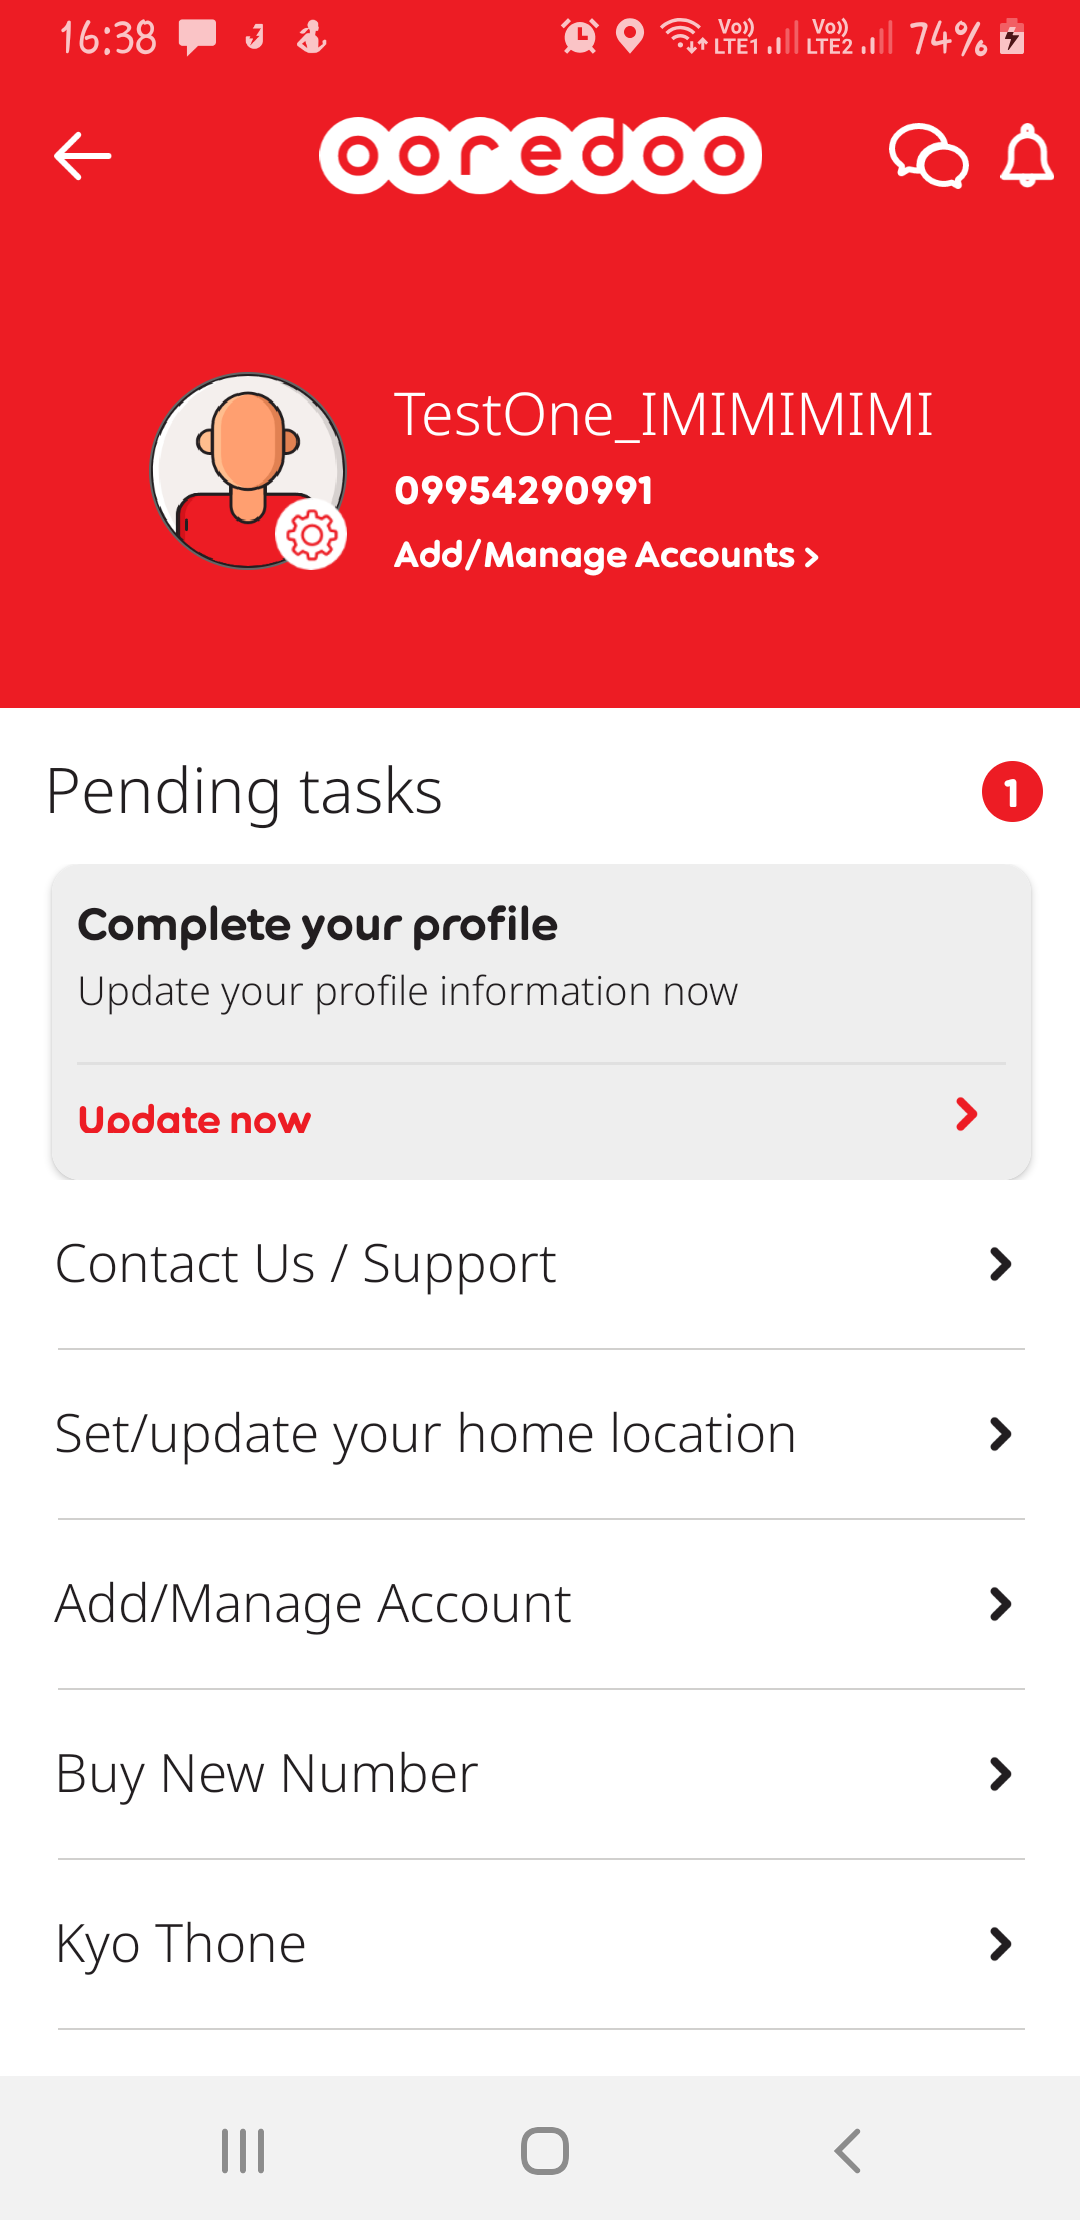 16:38
Vo)) LTE1 Vo)) LTE2 74%
ooredoo
TestOne_IMIMIMIMI
09954290991
Add/Manage Accounts >
Pending tasks
1
Complete your profile
Update your profile information now
Update now
Contact Us / Support
Set/update your home location
Add/Manage Account
Buy New Number
Kyo Thone